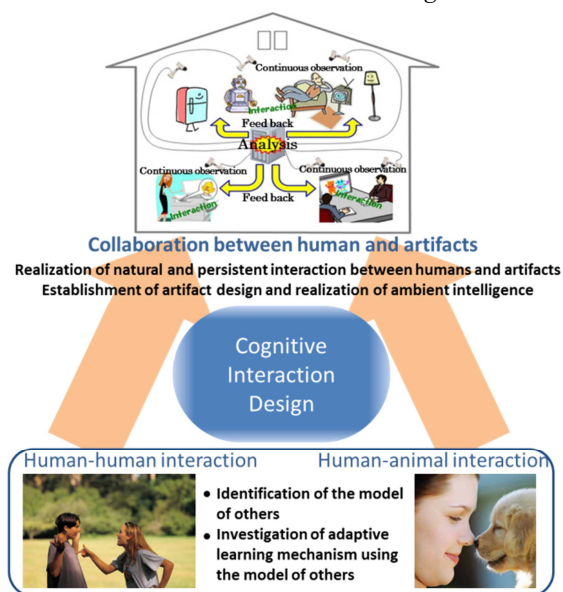 Continuous observation
Interaction
Feed back
Analysis
Continuous observation
Continuous observation
Interaction
Feed back
Interaction
Collaboration between human and artifacts
Realization of natural and persistent interaction between humans and artifacts
Establishment of artifact design and realization of ambient intelligence
Cognitive
Interaction
Design
Human-human interaction
Human-animal interaction
• Identification of the model
of others
• Investigation of adaptive
learning mechanism using
the model of others